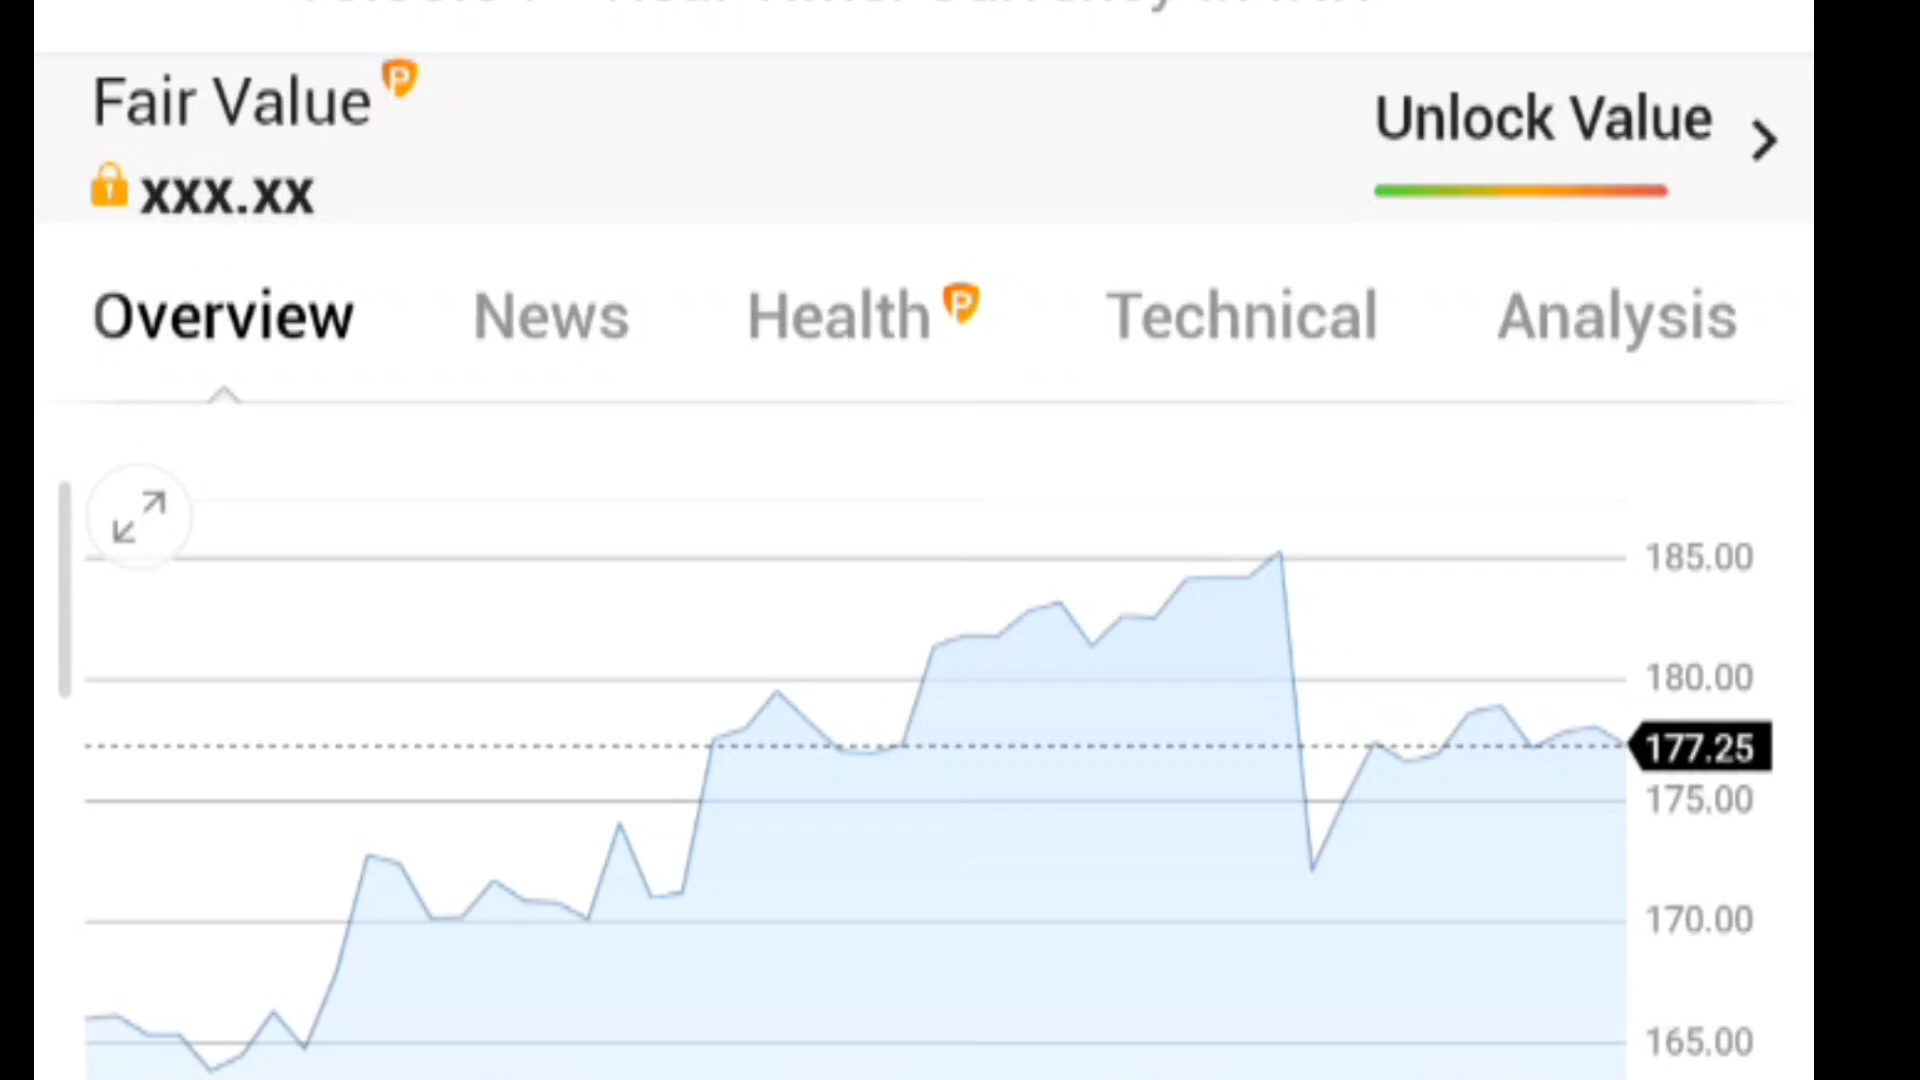 Fair Value P
xxx.xx
Unlock Value
Overview News Health P Technical Analysis
185.00
180.00
177.25
175.00
170.00
165.00